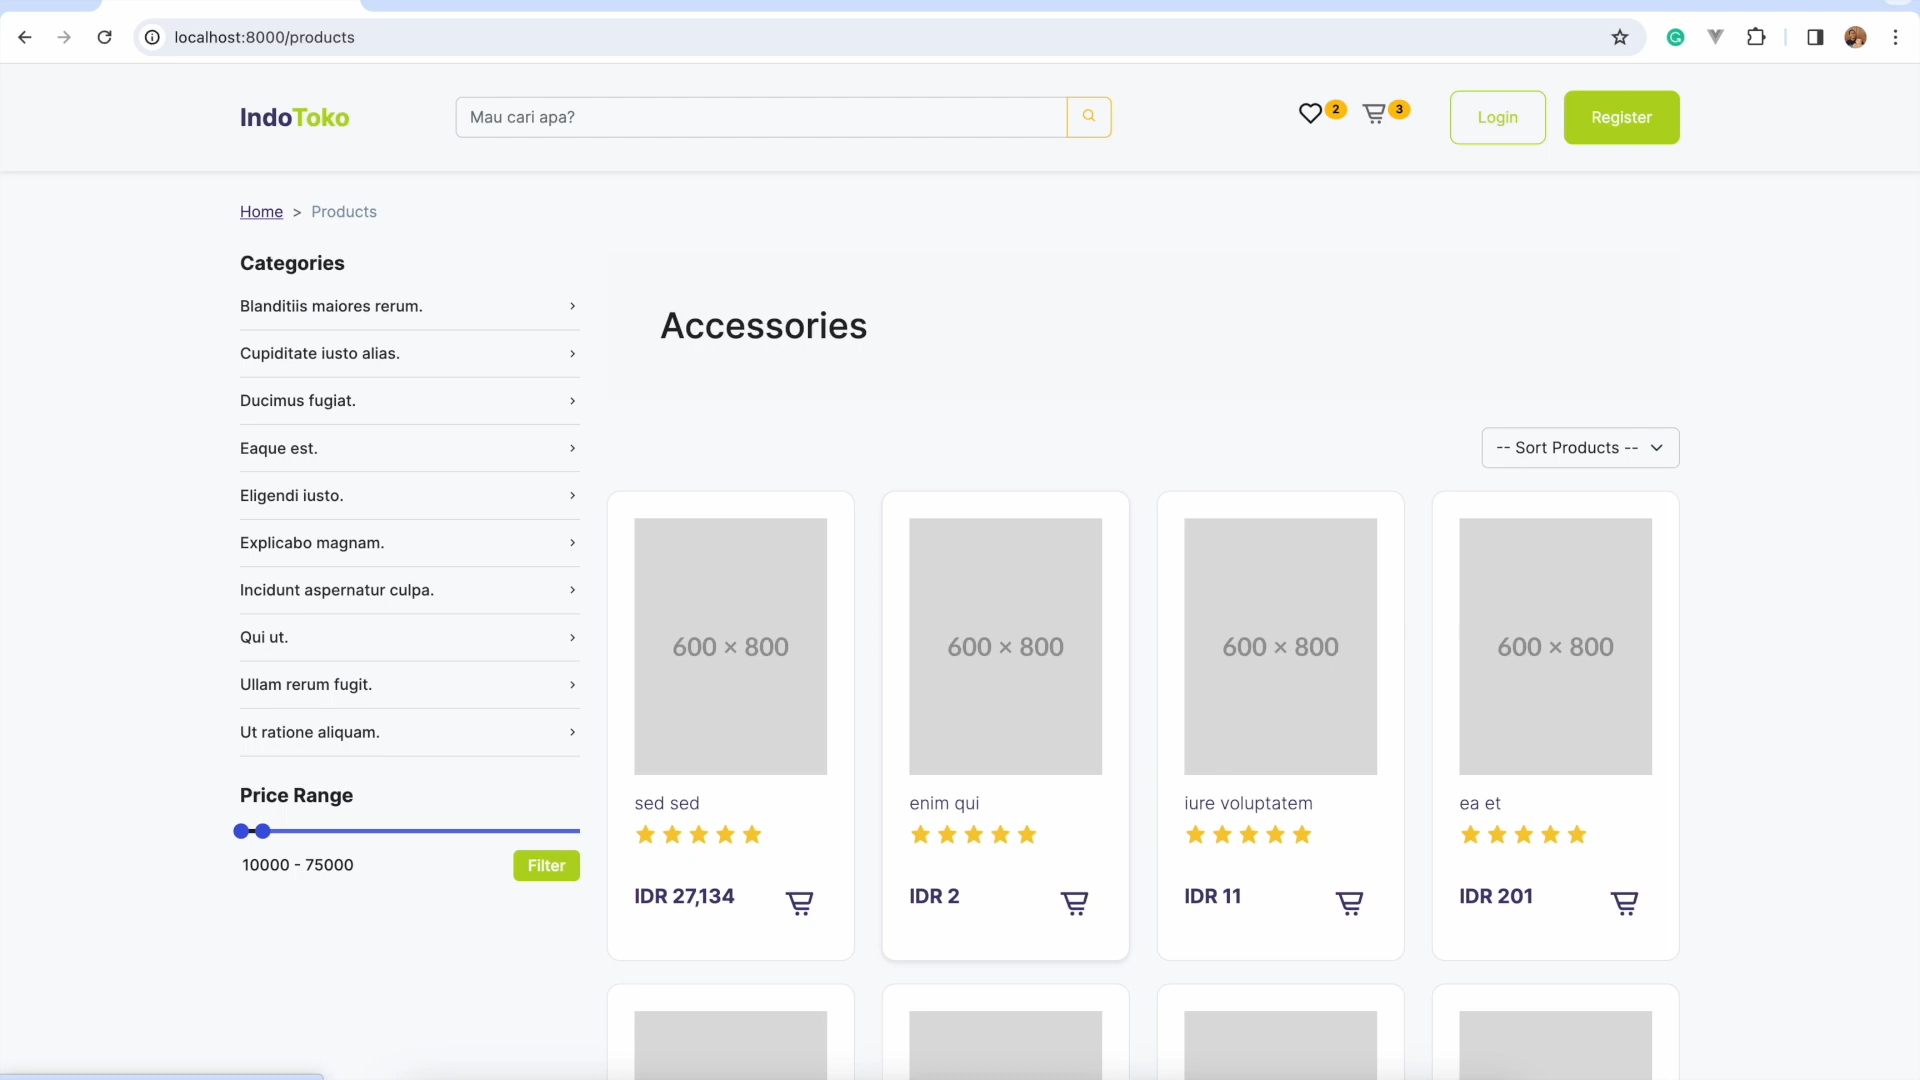 localhost:8000/products
IndoToko
Mau cari apa?
2
3
Login
Register
Home > Products
Categories
Blanditiis maiores rerum.
Cupiditate iusto alias.
Ducimus fugiat.
Eaque est.
Eligendi iusto.
Explicabo magnam.
Incidunt aspernatur culpa.
Qui ut.
Ullam rerum fugit.
Ut ratione aliquam.
Price Range
10000 - 75000
Filter
Accessories
-- Sort Products --
600 × 800
600 × 800
600 × 800
600 × 800
sed sed
enim qui
iure voluptatem
ea et
IDR 27,134
IDR 2
IDR 11
IDR 201